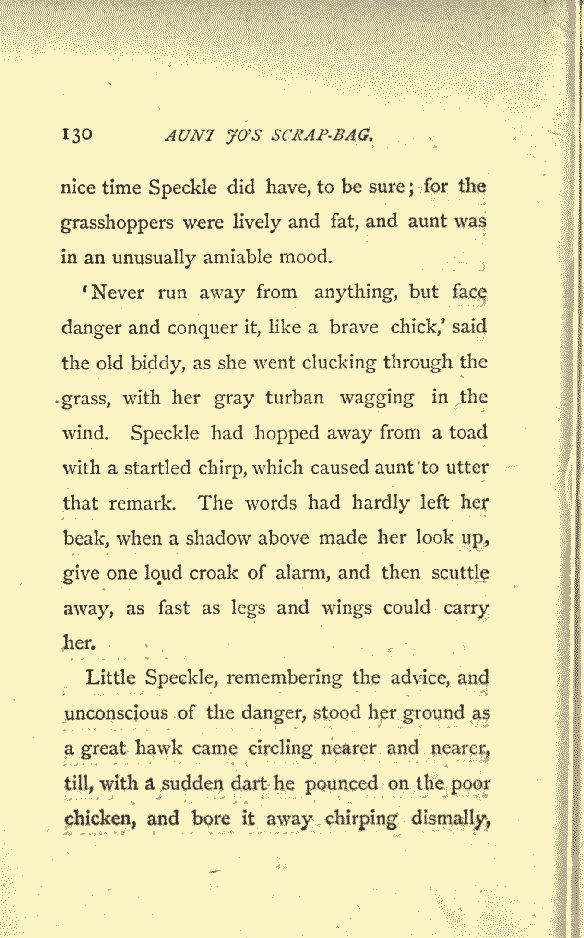 130 AUNT JO'S SCRAP-BAG.
nice time Speckle did have, to be sure; for the
grasshoppers were lively and fat, and aunt was
in an unusually amiable mood.
'Never run away from anything, but face
danger and conquer it, like a brave chick,' said
the old biddy, as she went clucking through the
grass, with her gray turban wagging in the
wind. Speckle had hopped away from a toad
with a startled chirp, which caused aunt to utter
that remark. The words had hardly left her
beak, when a shadow above made her look up,
give one loud croak of alarm, and then scuttle
away, as fast as legs and wings could carry
her.
Little Speckle, remembering the advice, and
unconscious of the danger, stood her ground as
a great hawk came circling nearer and nearer,
till, with a sudden dart he pounced on the poor
chicken, and bore it away chirping dismally,